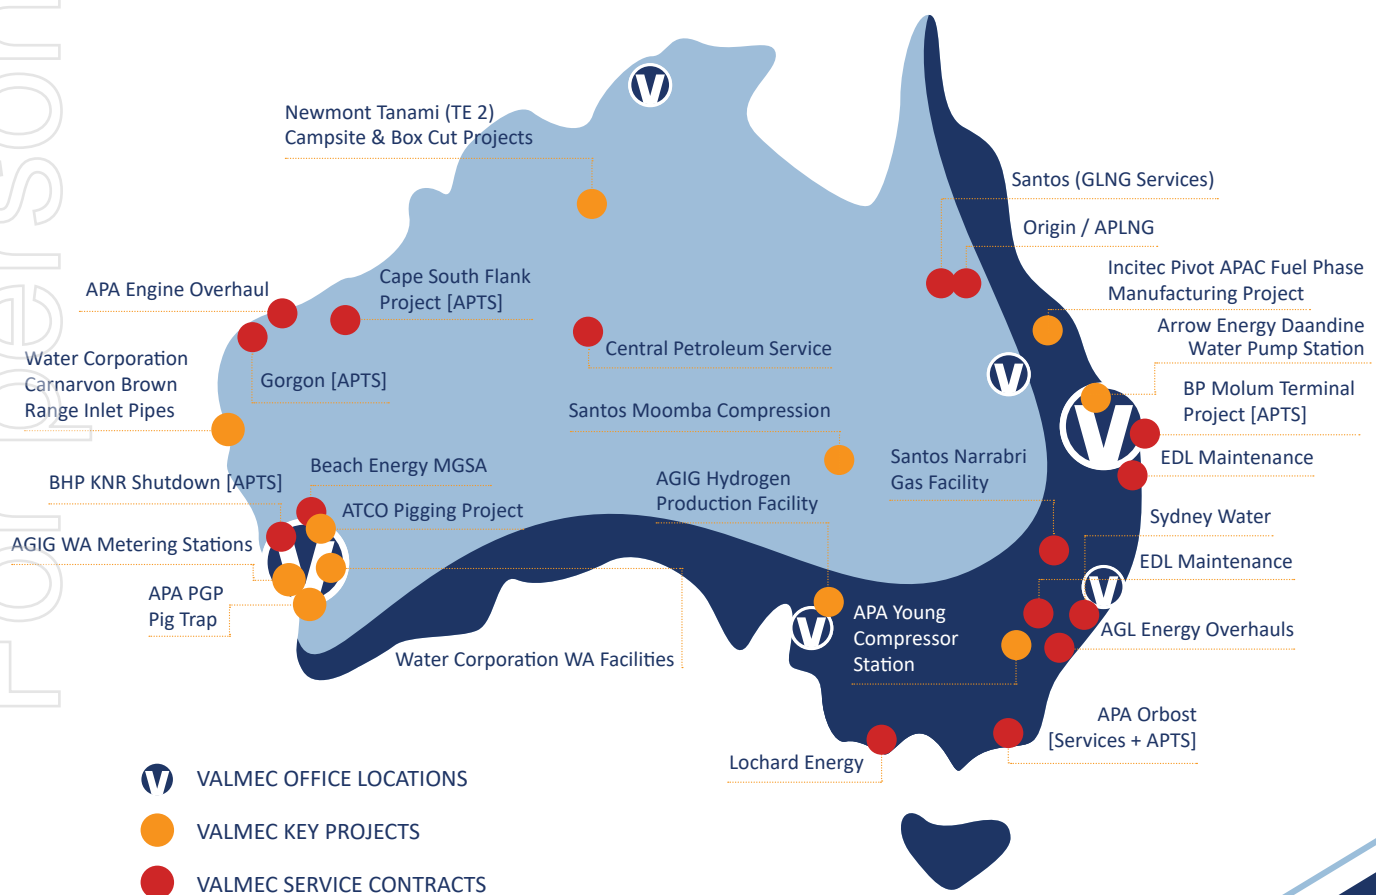 For person
V
Newmont Tanami (TE 2)
Campsite & Box Cut Projects
Santos (GLNG Services)
Origin / APLNG
Incitec Pivot APAC Fuel Phase
Manufacturing Project
Arrow Energy Daandine
Water Pump Station
BP Molum Terminal
Project [APTS]
EDL Maintenance
APA Engine Overhaul
Cape South Flank
Project [APTS]
Gorgon [APTS]
Central Petroleum Service
V
Water Corporation
Carnarvon Brown
Range Inlet Pipes
Santos Moomba Compression
V
BHP KNR Shutdown [APTS]
Beach Energy MGSA
ATCO Pigging Project
AGIG Hydrogen
Production Facility
Santos Narrabri
Gas Facility
Sydney Water
EDL Maintenance
AGIG WA Metering Stations
V
APA PGP
Pig Trap
V
V
APA Young
Compressor
Station
AGL Energy Overhauls
Water Corporation WA Facilities
APA Orbost
[Services + APTS]
Lochard Energy
V VALMEC OFFICE LOCATIONS
VALMEC KEY PROJECTS
VALMEC SERVICE CONTRACTS